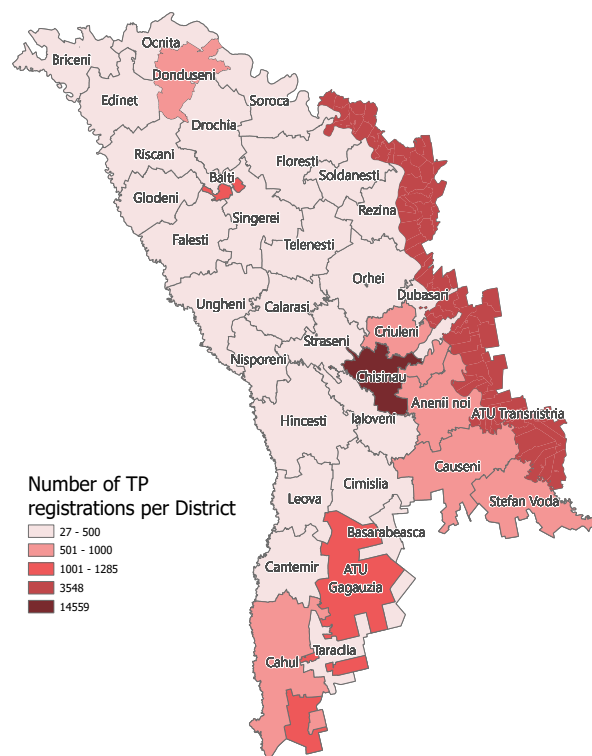 Ocnita
Briceni
Donduseni
Edinet
Soroca
Drochia
Riscani
Floresti
Soldanesti
Balti
Glodeni
Rezina
Singerei
Falesti
Telenesti
Orhei
Dubasari
Ungheni
Calarasi
Criuleni
Straseni
Nisporeni
Chisinau
Anenii noi
ATU Transnistria
Hincesti
Ialovenii
Causeni
Cimislia
Leova
Stefan Voda
Basarabeasca
Cantemir
ATU
Gagauzia
Taraclia
Cahul
Number of TP
registrations per District
27 - 500
501 - 1000
1001 - 1285
3548
14559